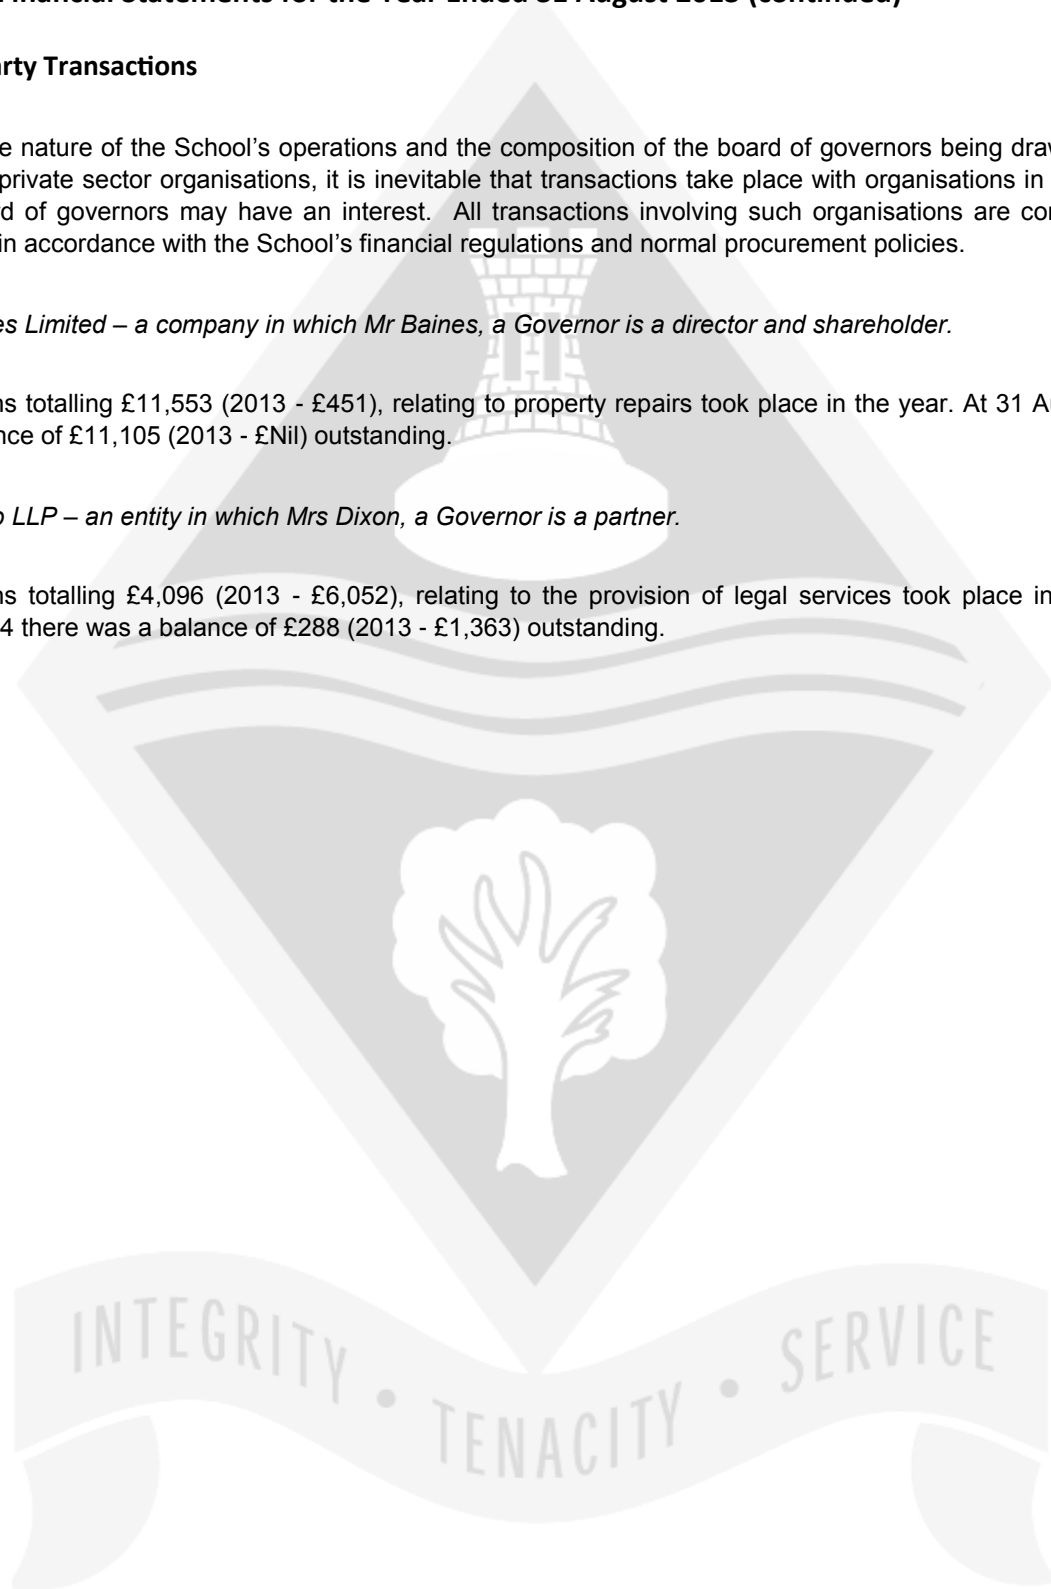 Financial Statements for the Year Ended 31 August 2013 (continued)
arty Transactions
e nature of the School’s operations and the composition of the board of governors being draw
private sector organisations, it is inevitable that transactions take place with organisations in
rd of governors may have an interest. All transactions involving such organisations are con
in accordance with the School’s financial regulations and normal procurement policies.
es Limited – a company in which Mr Baines, a Governor is a director and shareholder.
ns totalling £11,553 (2013 - £451), relating to property repairs took place in the year. At 31 Au
nce of £11,105 (2013 - £Nil) outstanding.
LLP – an entity in which Mrs Dixon, a Governor is a partner.
ns totalling £4,096 (2013 - £6,052), relating to the provision of legal services took place in
4 there was a balance of £288 (2013 - £1,363) outstanding.
INTEGRITY • TENACITY • SERVICE